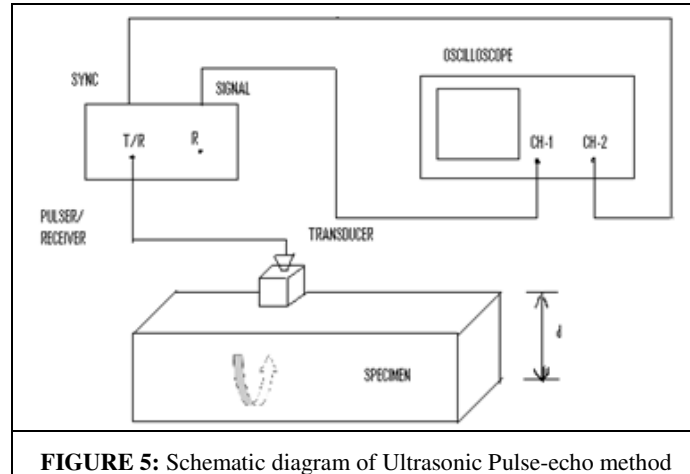 OSCILLOSCOPE
SYNC
SIGNAL
T/R R
CH-1 CH-2
PULSER/
RECEIVER
TRANSDUCER
d
SPECIMEN
FIGURE 5: Schematic diagram of Ultrasonic Pulse-echo method